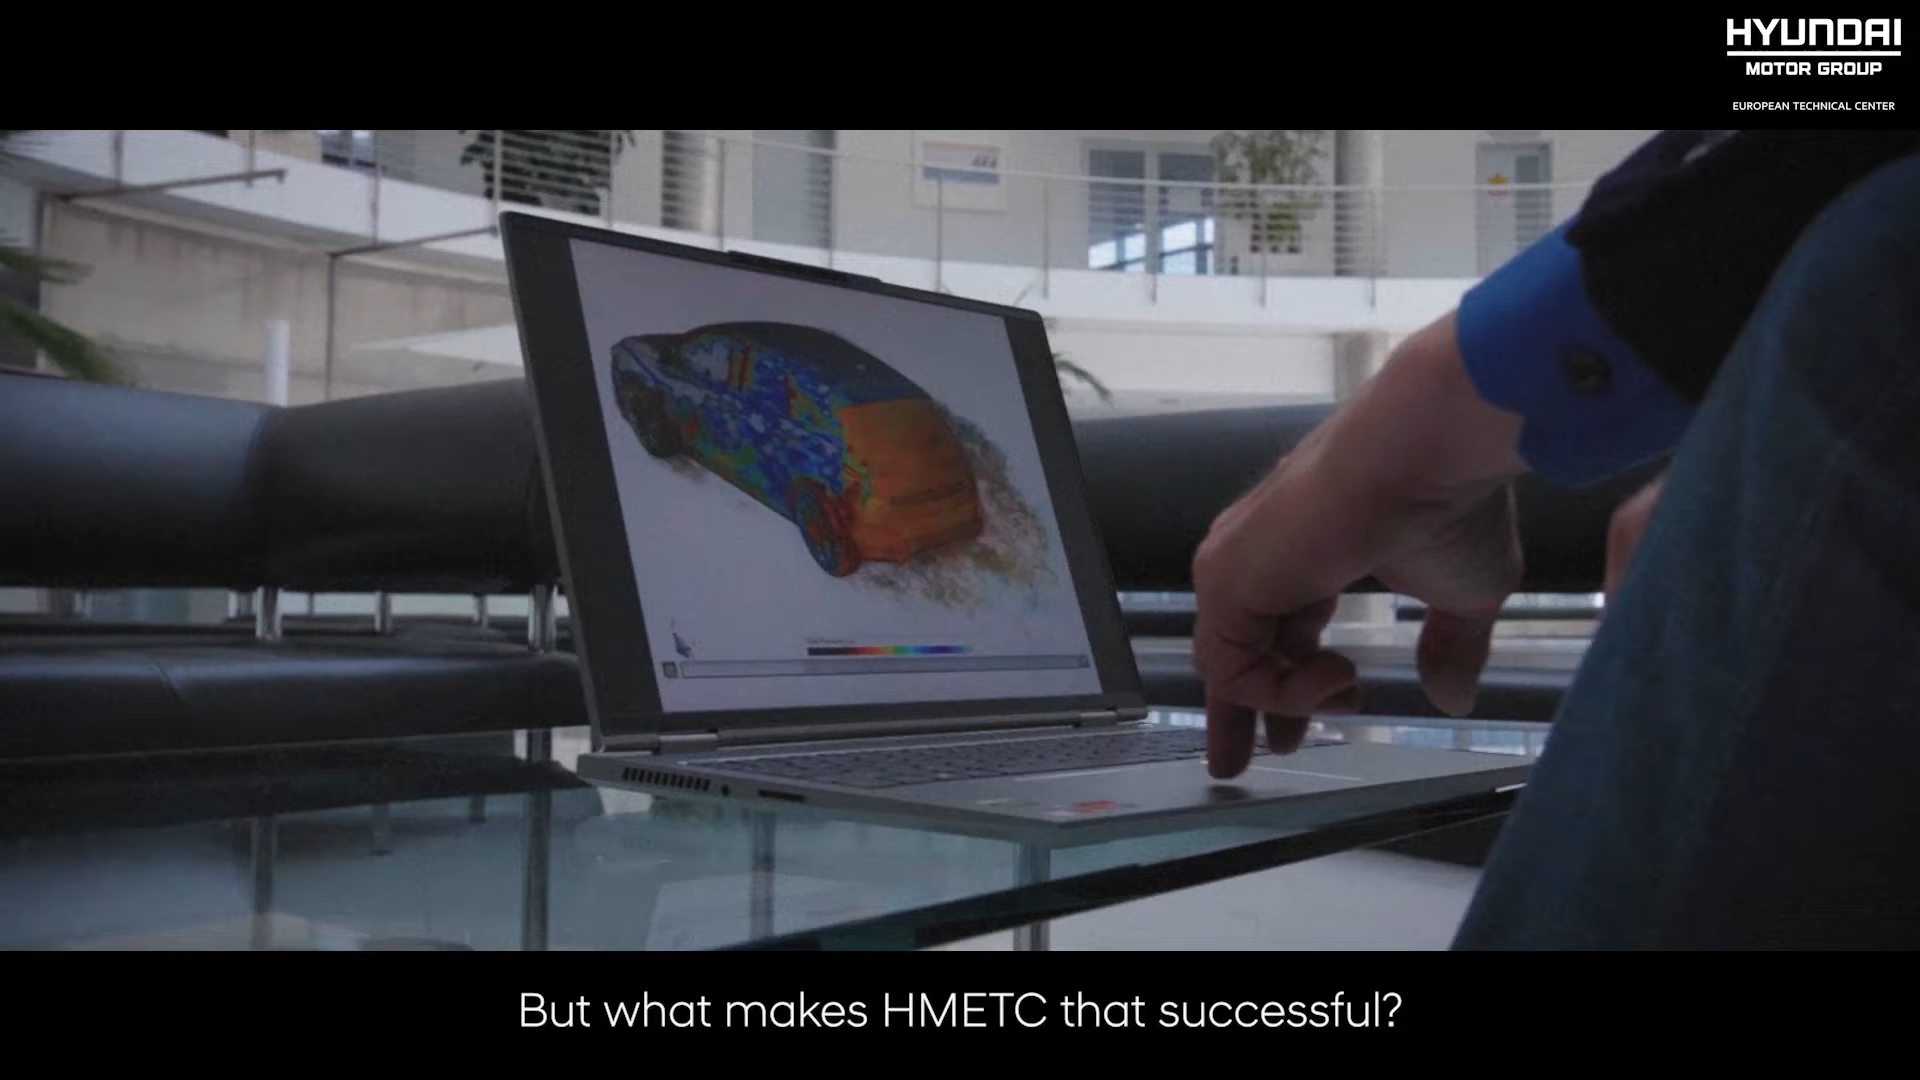 HYUNDAI
MOTOR GROUP
EUROPEAN TECHNICAL CENTER
But what makes HMETC that successful?